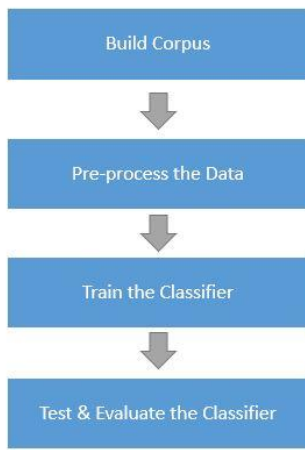 Build Corpus
Pre-process the Data
Train the Classifier
Test & Evaluate the Classifier